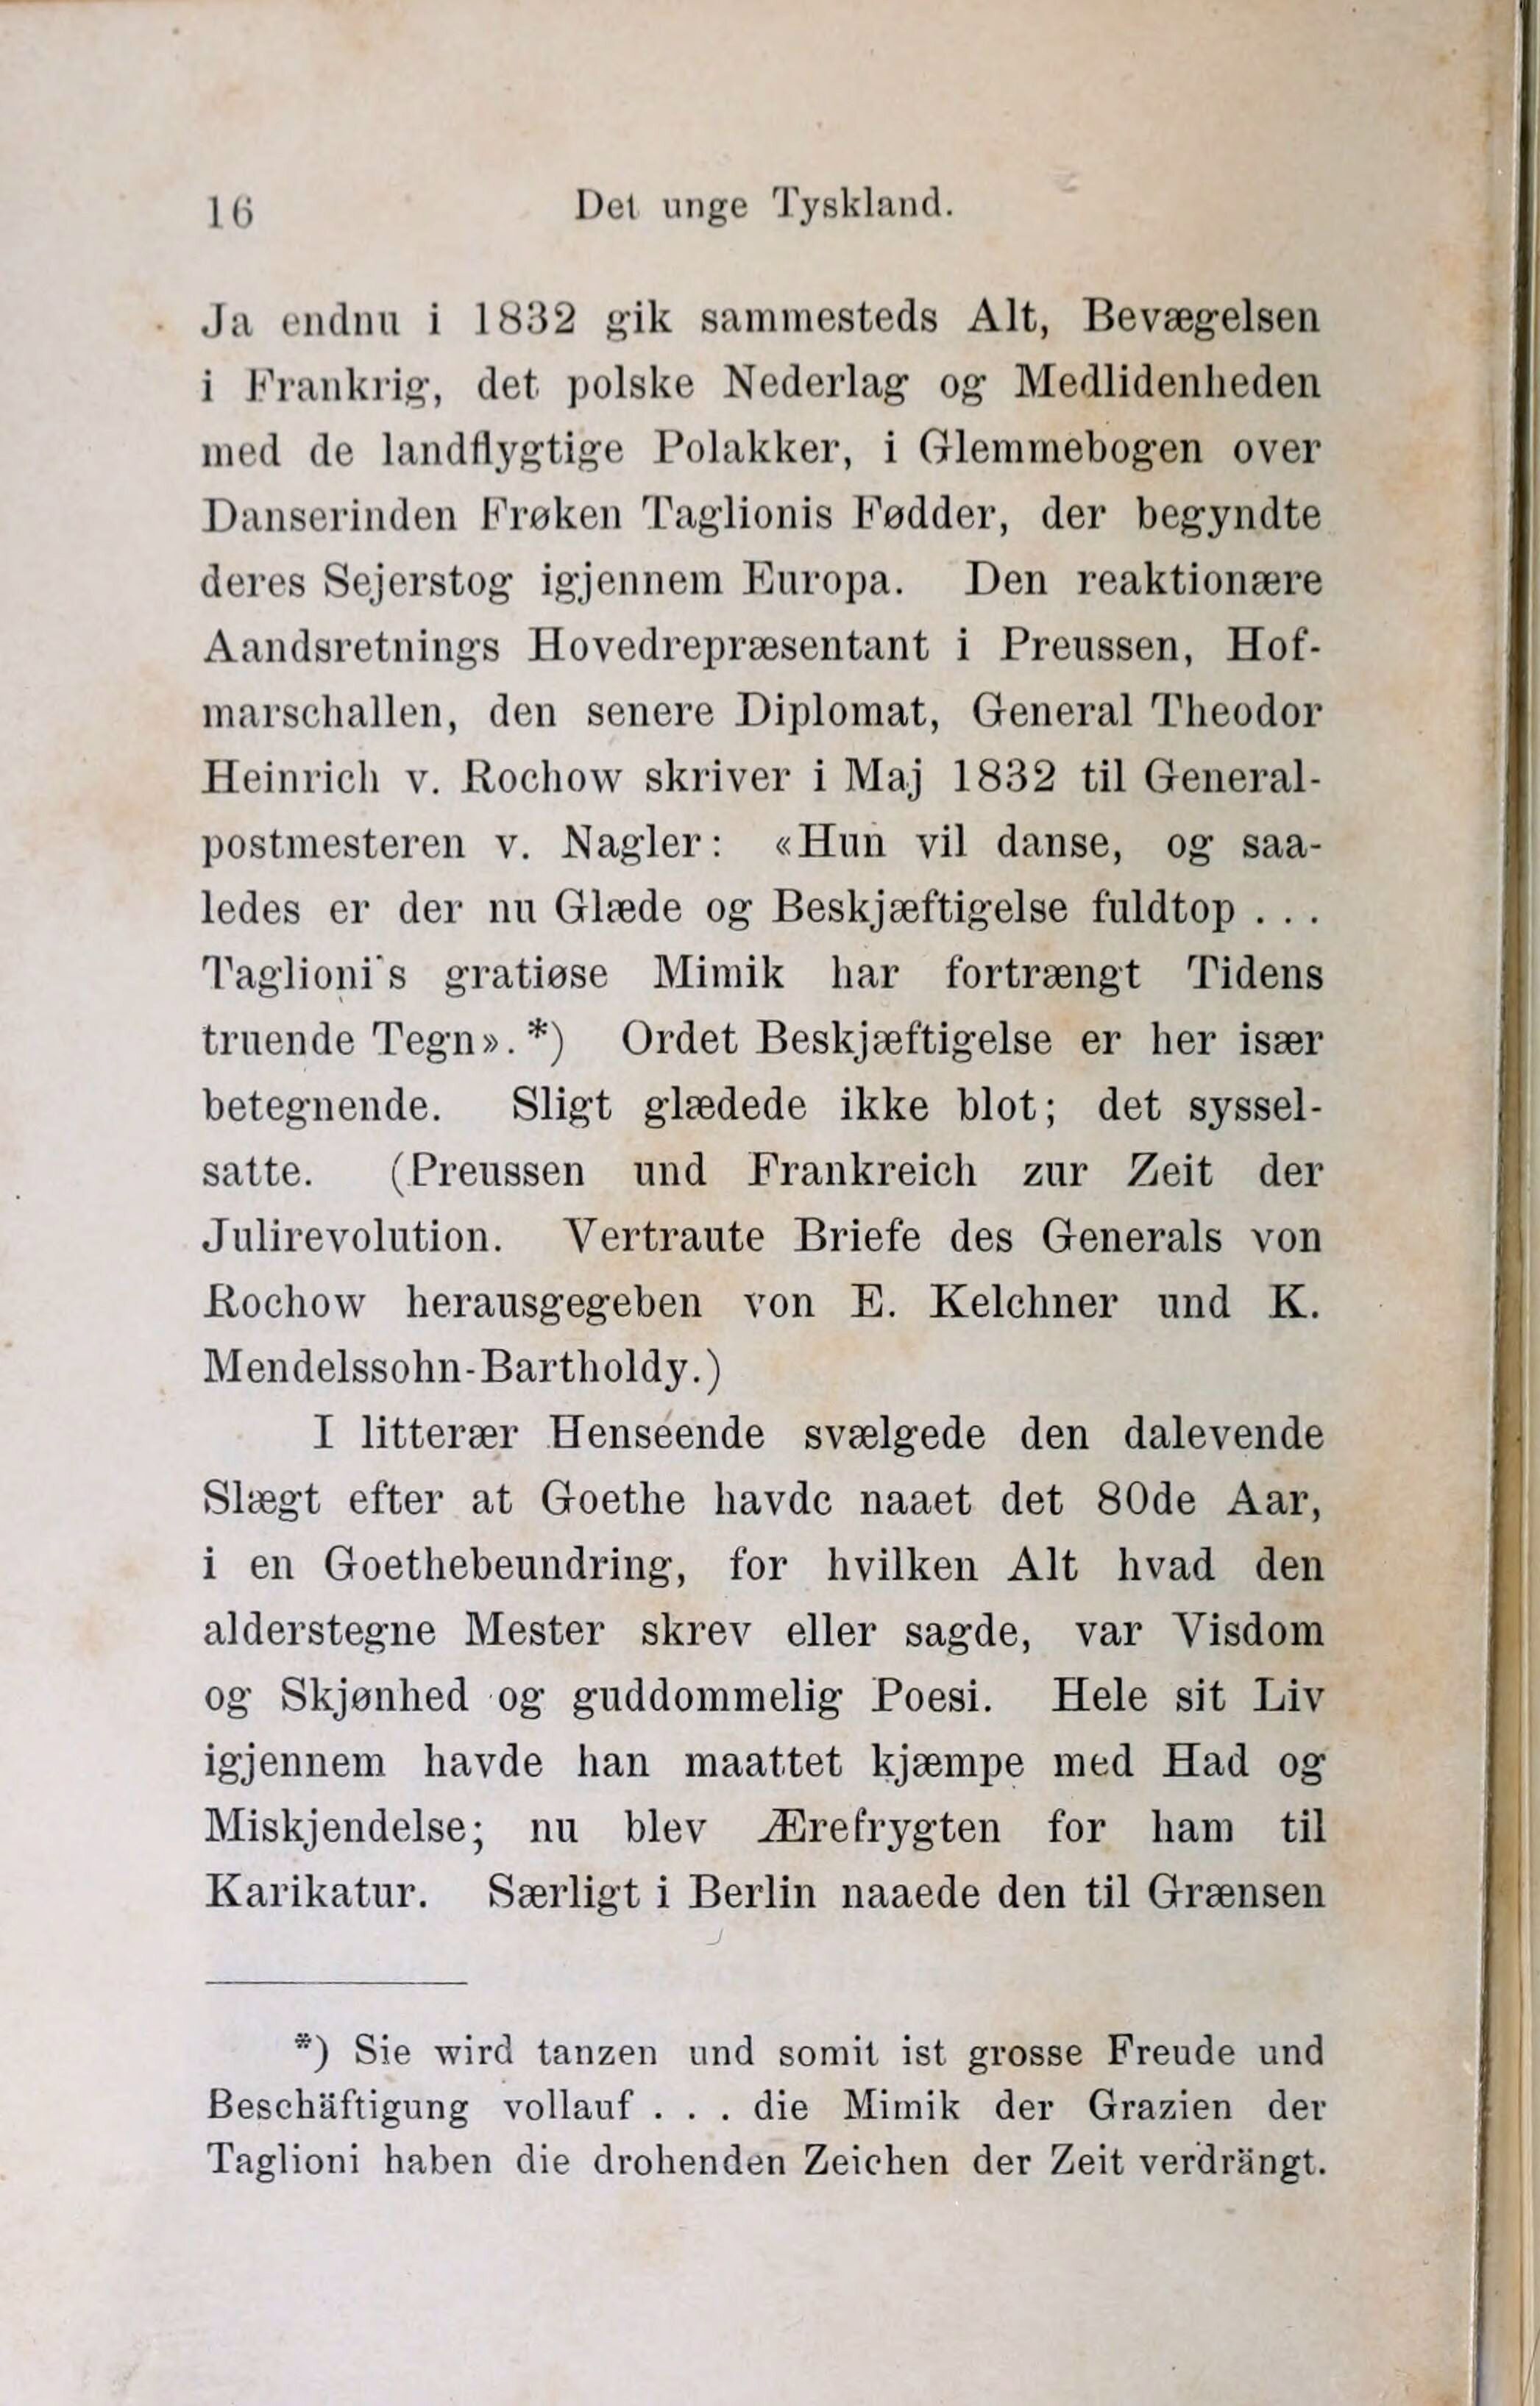 16
Det unge Tyskland.
Ja endnu i 1832 gik sammesteds Alt, Bevægelsen
i Frankrig, det polske Nederlag og Medlidenheden
med de landflygtige Polakker, i Glemmebogen over
Danserinden Frøken Taglionis Fødder, der begyndte
deres Sejerstog igjennem Europa. Den reaktionære
Aandsretnings Hovedrepræsentant i Preussen, Hof-
marschallen, den senere Diplomat, General Theodor
Heinrich v. Rochow skriver i Maj 1832 til General-
postmesteren v. Nagler: «Hun vil danse, og saa-
ledes er der nu Glæde og Beskjæftigelse fuldtop . . .
Taglioni's gratiøse Mimik har fortrængt Tidens
truende Tegn». *) Ordet Beskjæftigelse er her især
betegnende. Sligt glædede ikke blot; det syssel-
satte. (Preussen und Frankreich zur Zeit der
Julirevolution. Vertraute Briefe des Generals von
Rochow herausgegeben von E. Kelchner und K.
Mendelssohn-Bartholdy.)
I litterær Henseende svælgede den dalevende
Slægt efter at Goethe havde naaet det 80de Aar,
i en Goethebeundring, for hvilken Alt hvad den
alderstegne Mester skrev eller sagde, var Visdom
og Skjønhed og guddommelig Poesi. Hele sit Liv
igjennem havde han maattet kjæmpe med Had og
Miskjendelse; nu blev Ærefrygten for ham til
Karikatur. Særligt i Berlin naaede den til Grænsen
*) Sie wird tanzen und somit ist grosse Freude und
Beschäftigung vollauf . . . die Mimik der Grazien der
Taglioni haben die drohenden Zeichen der Zeit verdrängt.